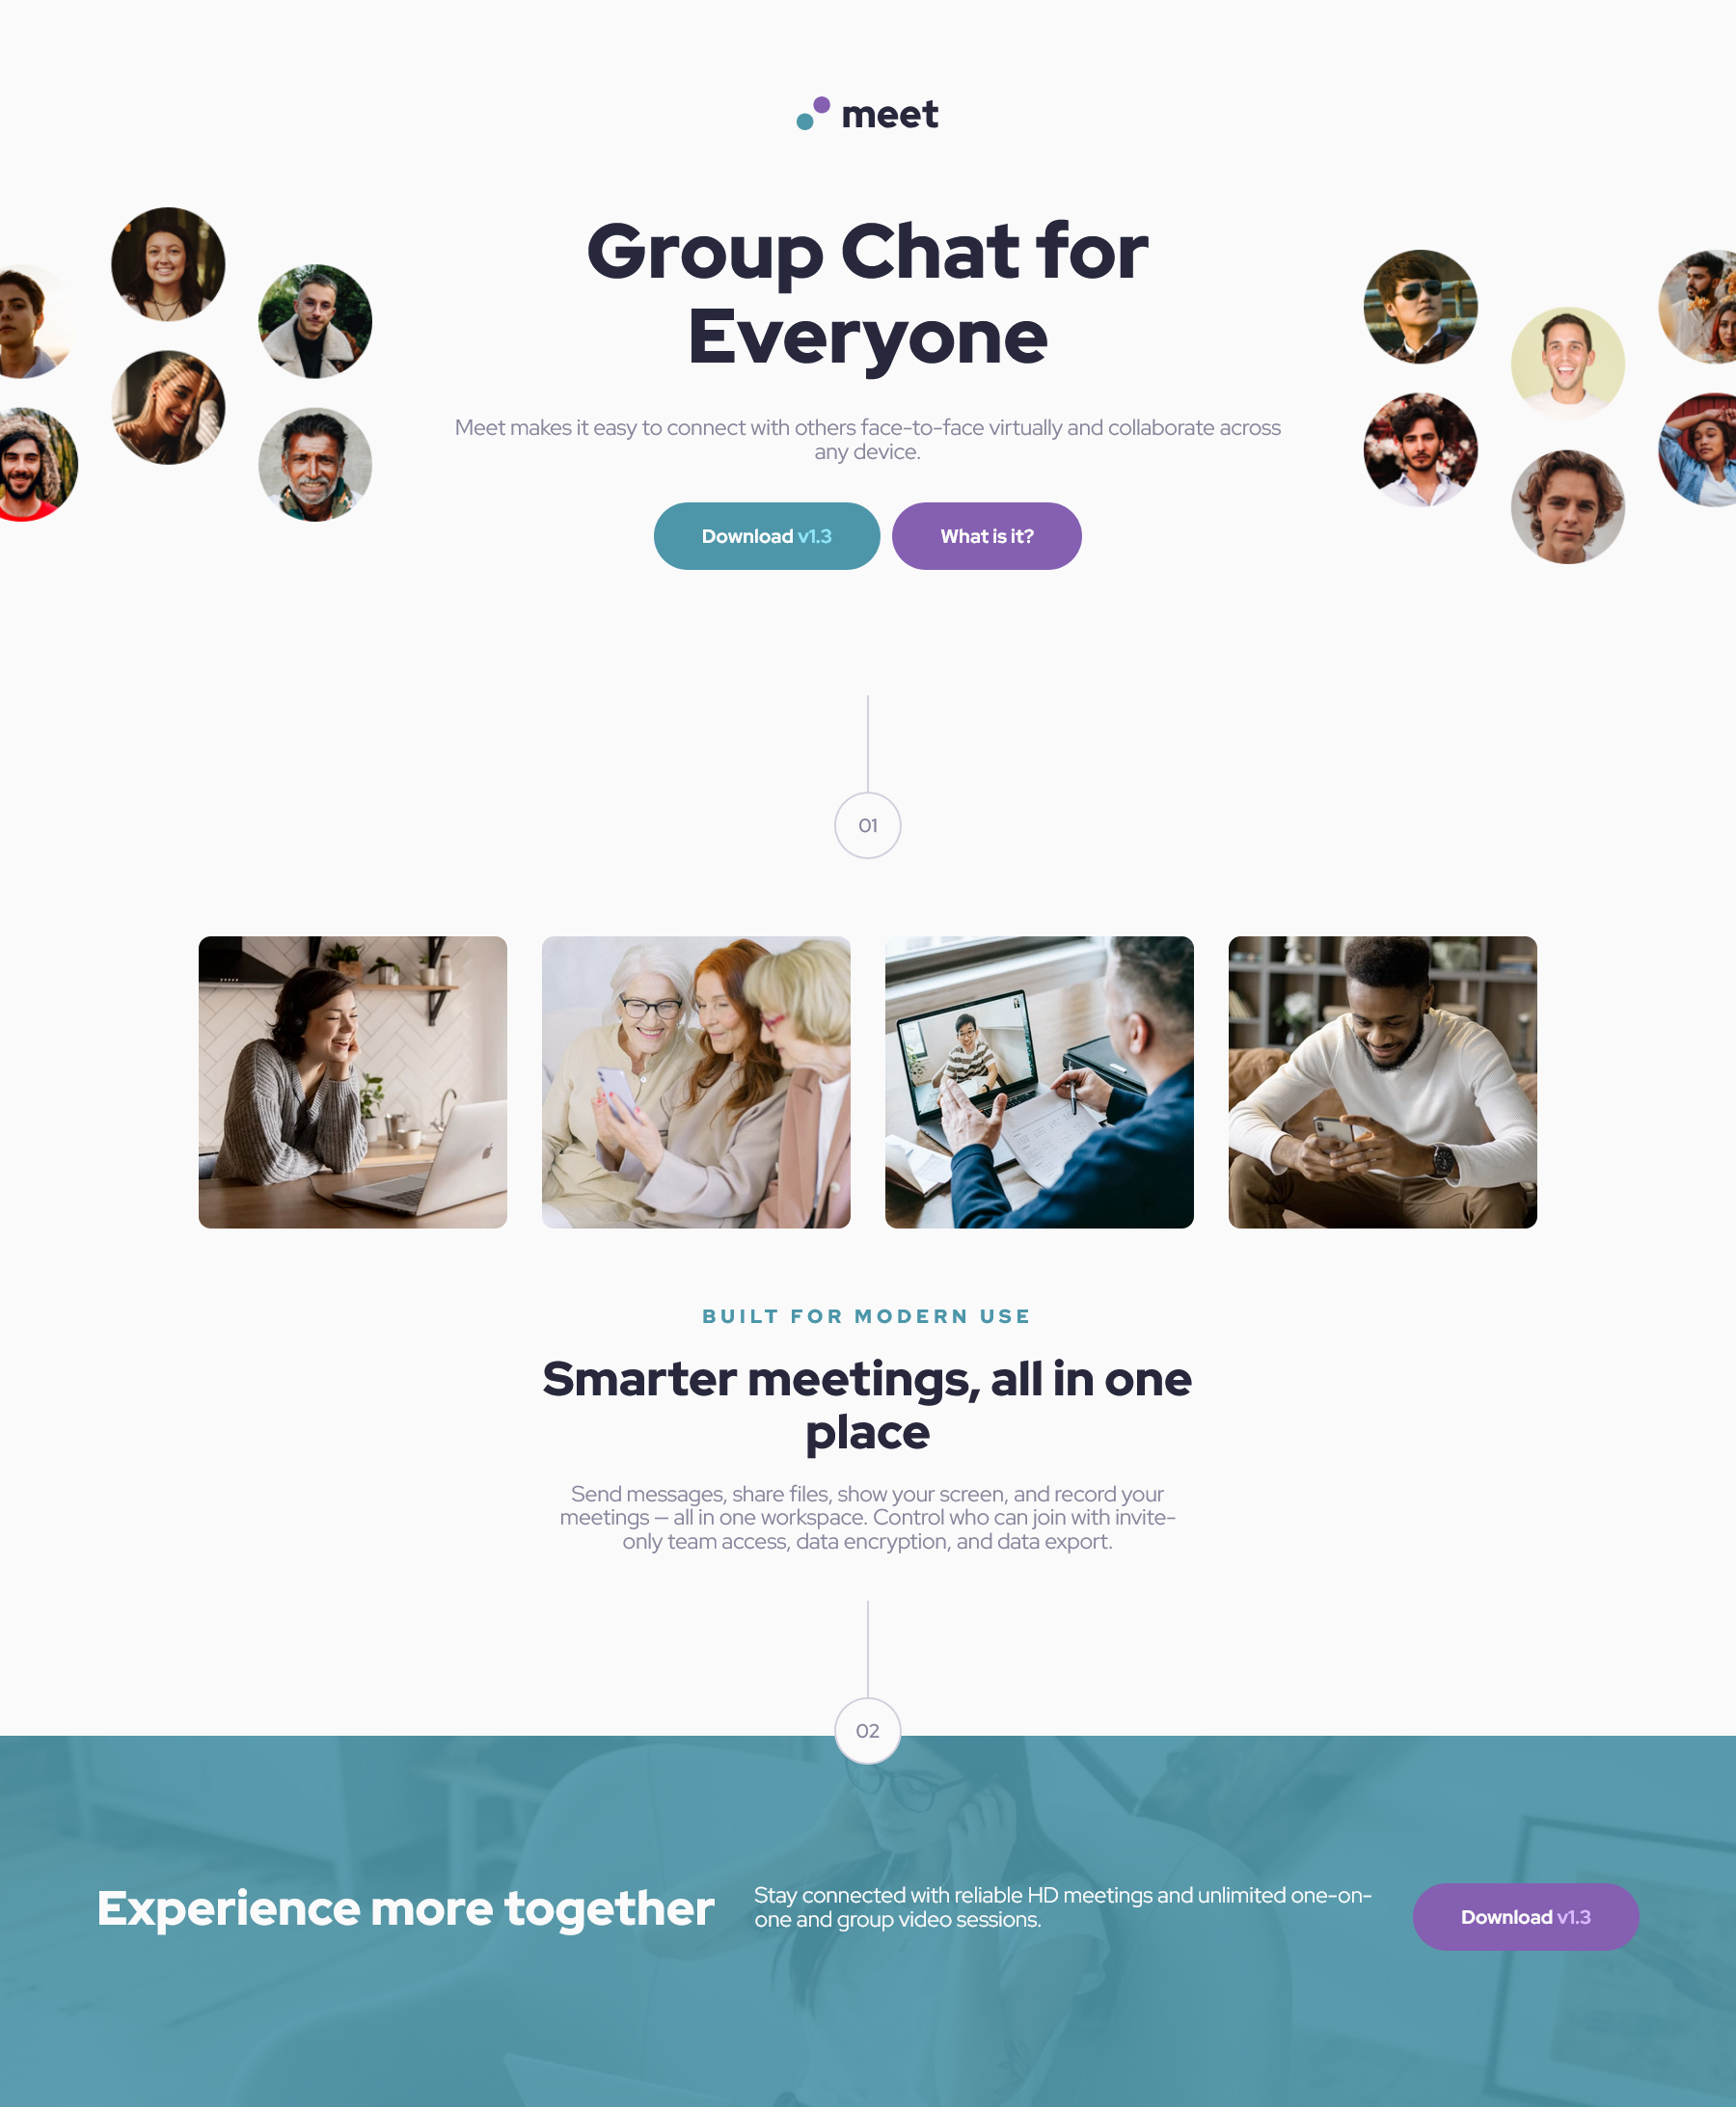 meet
Group Chat for
Everyone
Meet makes it easy to connect with others face-to-face virtually and collaborate across
any device.
Download v1.3
What is it?
01
BUILT FOR MODERN USE
Smarter meetings, all in one
place
Send messages, share files, show your screen, and record your
meetings — all in one workspace. Control who can join with invite-
only team access, data encryption, and data export.
02
Experience more together
Stay connected with reliable HD meetings and unlimited one-on-
one and group video sessions.
Download v1.3